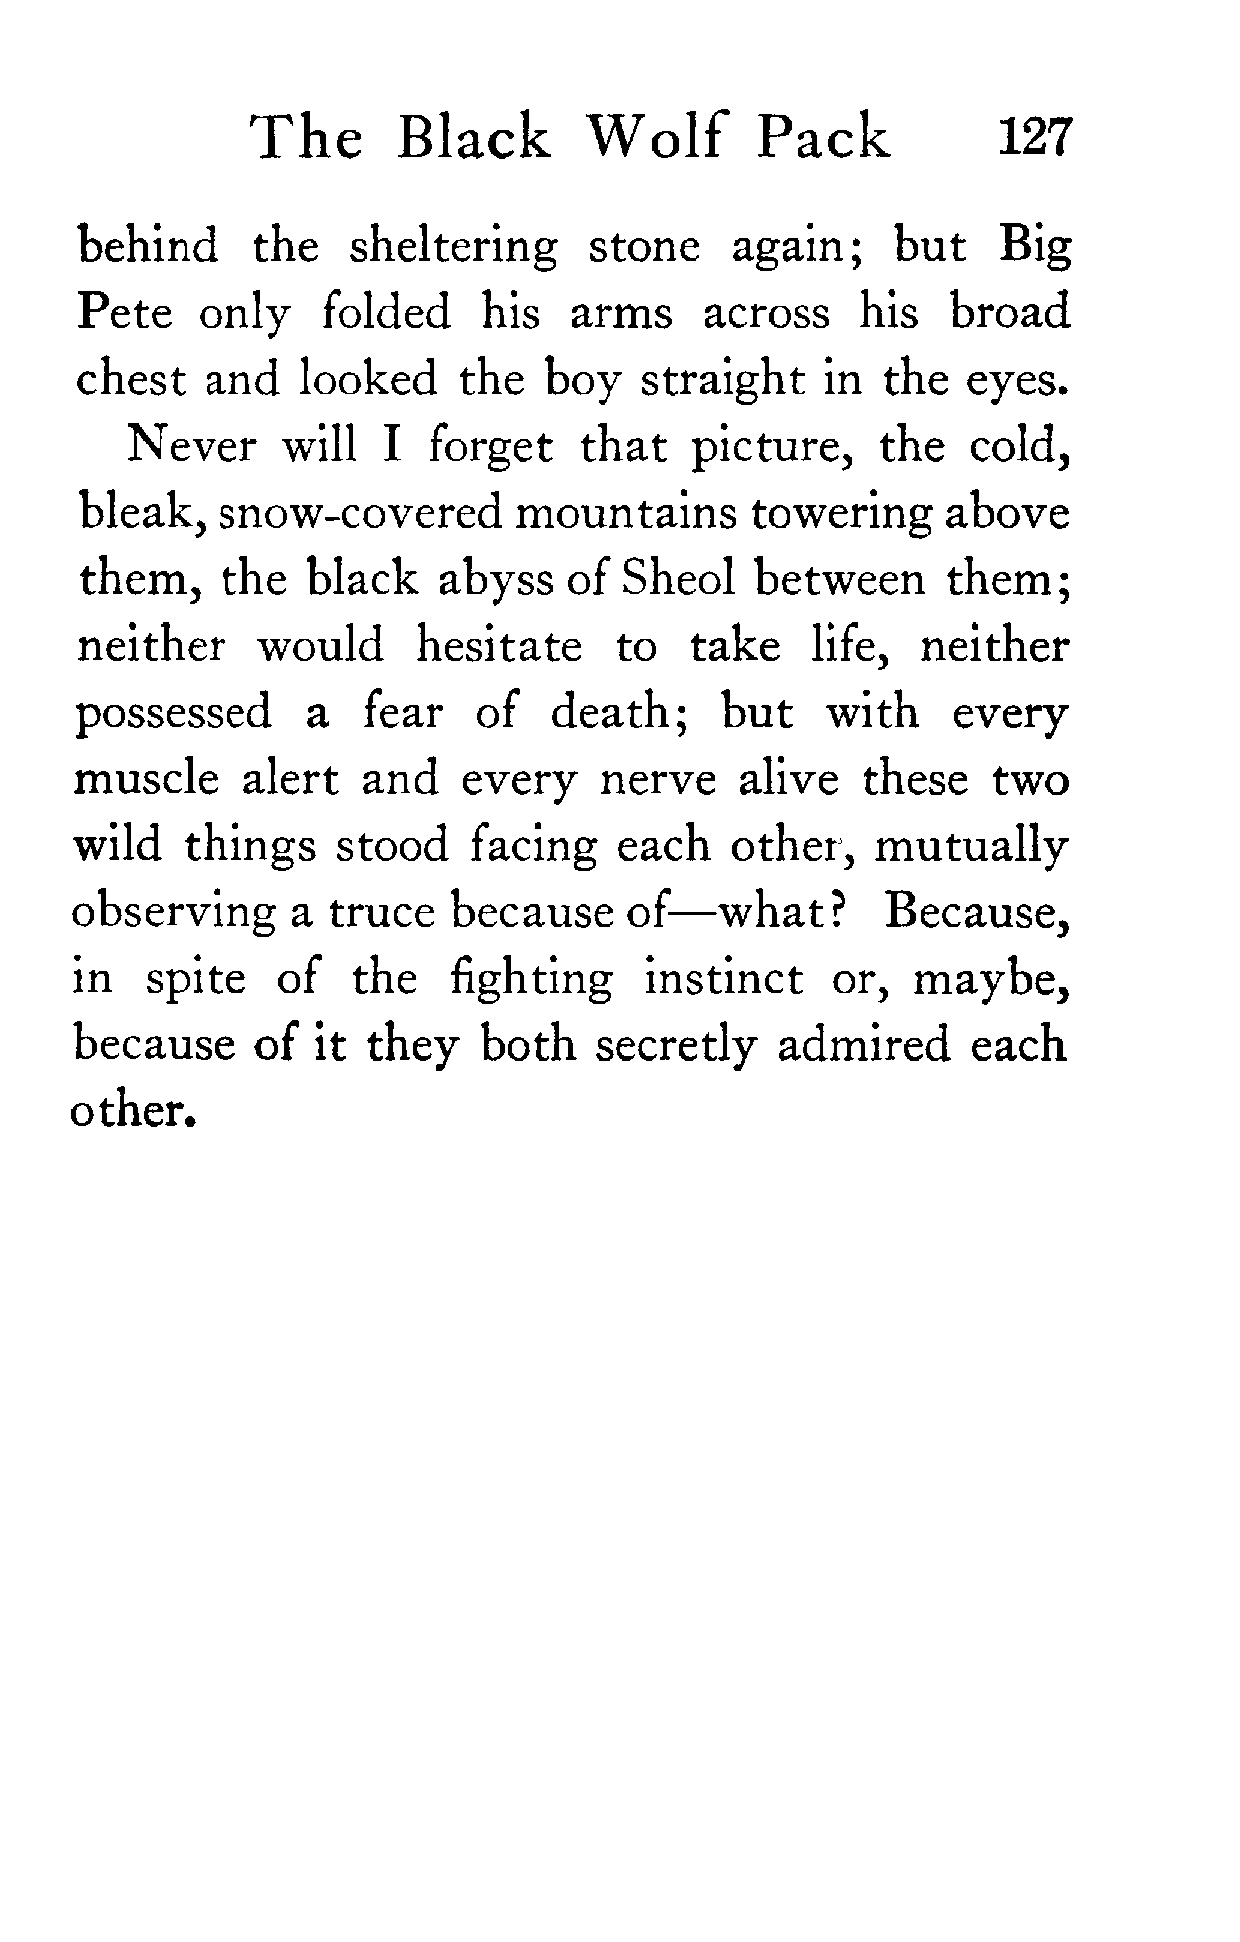 The Black Wolf Pack 127
behind the sheltering stone again; but Big
Pete only folded his arms across his broad
chest and looked the boy straight in the eyes.
Never will I forget that picture, the cold,
bleak, snow-covered mountains towering above
them, the black abyss of Sheol between them;
neither would hesitate to take life, neither
possessed a fear of death; but with every
muscle alert and every nerve alive these two
wild things stood facing each other, mutually
observing a truce because of—what? Because,
in spite of the fighting instinct or, maybe,
because of it they both secretly admired each
other.